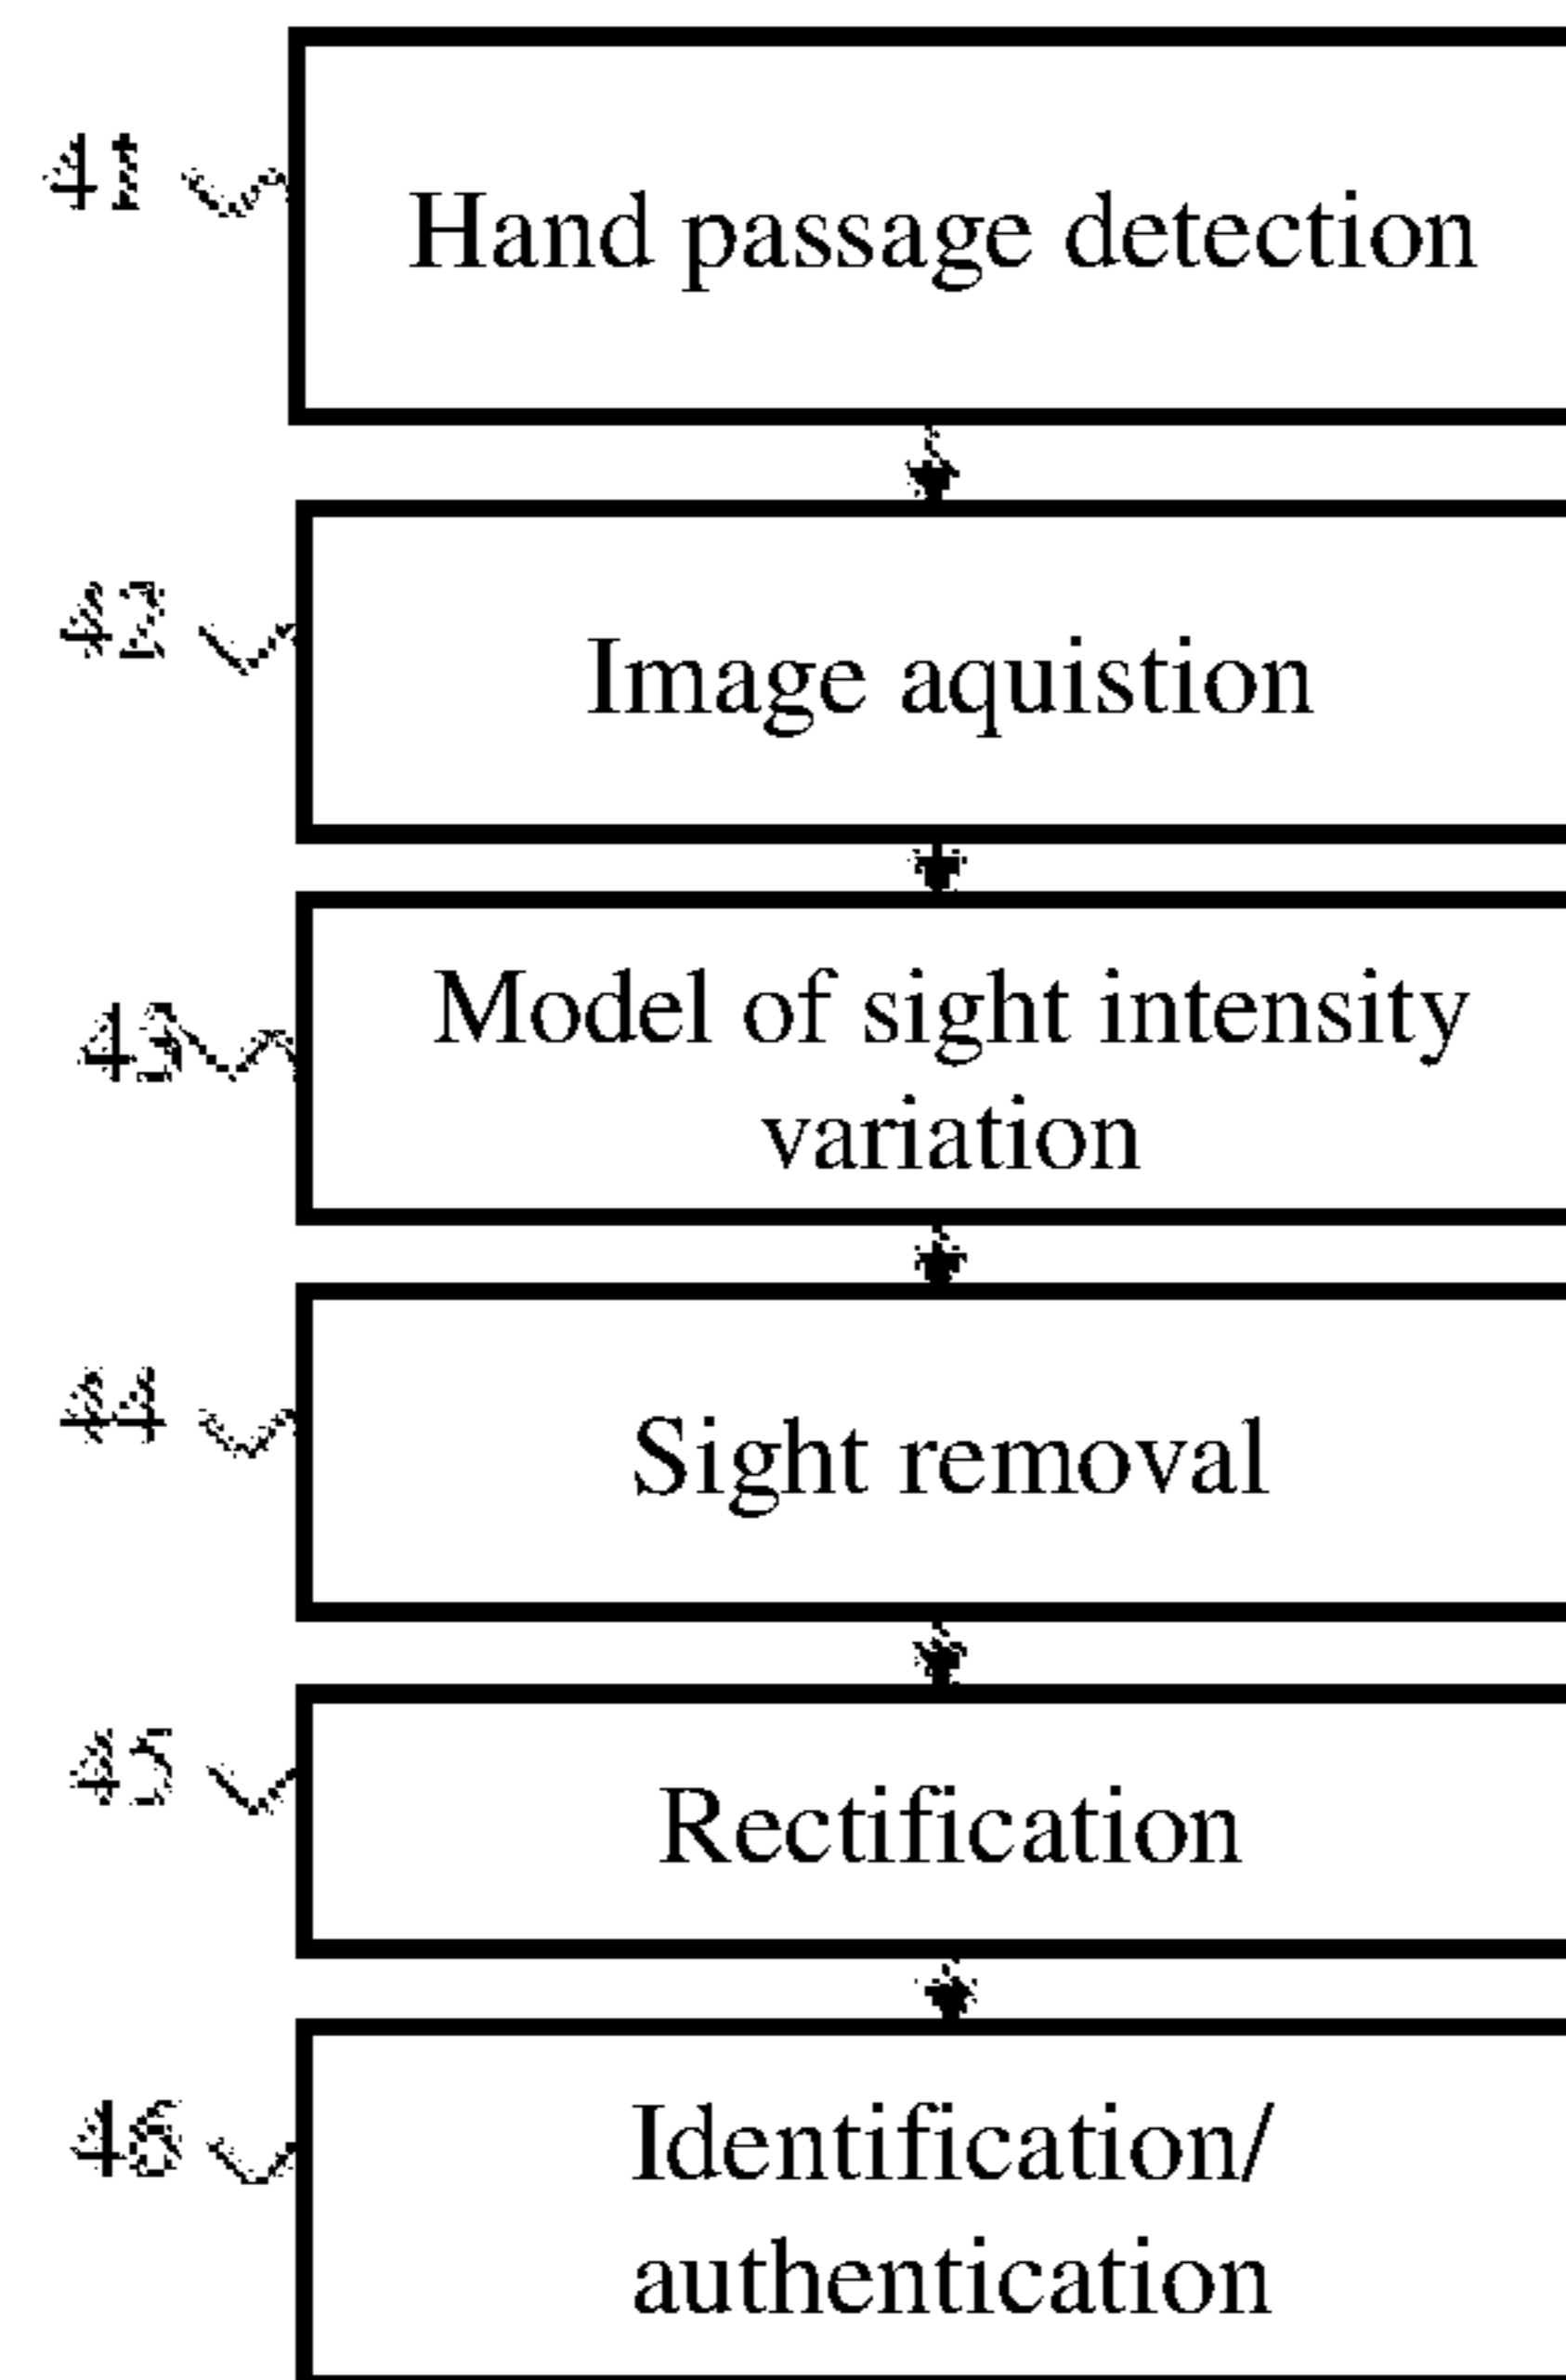 41
Hand passage detection
42
Image aquistion
43
Model of sight intensity
variation
44
Sight removal
45
Rectification
46
Identification/
authentication